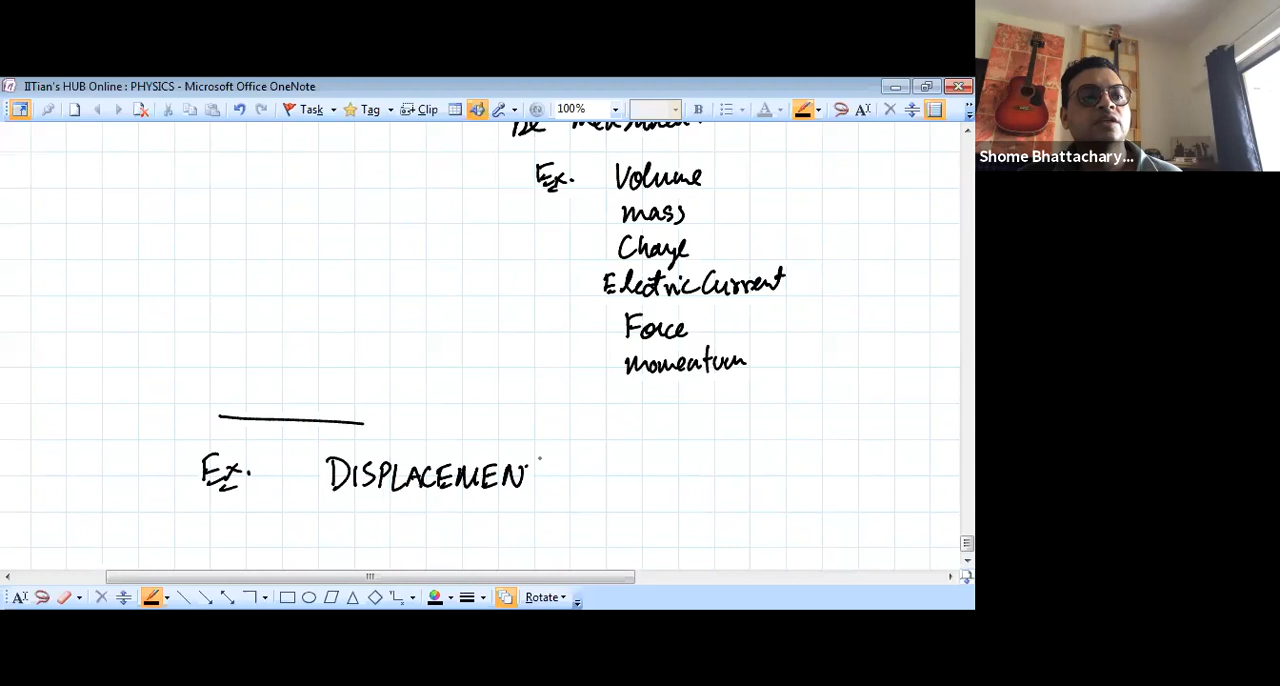 IITian's HUB Online : PHYSICS - Microsoft Office OneNote
Task Tag Clip 100% B A
Shome Bhattachary...
Ex. Volume
mass
Charge
Electric Current
Force
momentum
Ex. DISPLACEMEN
Rotate